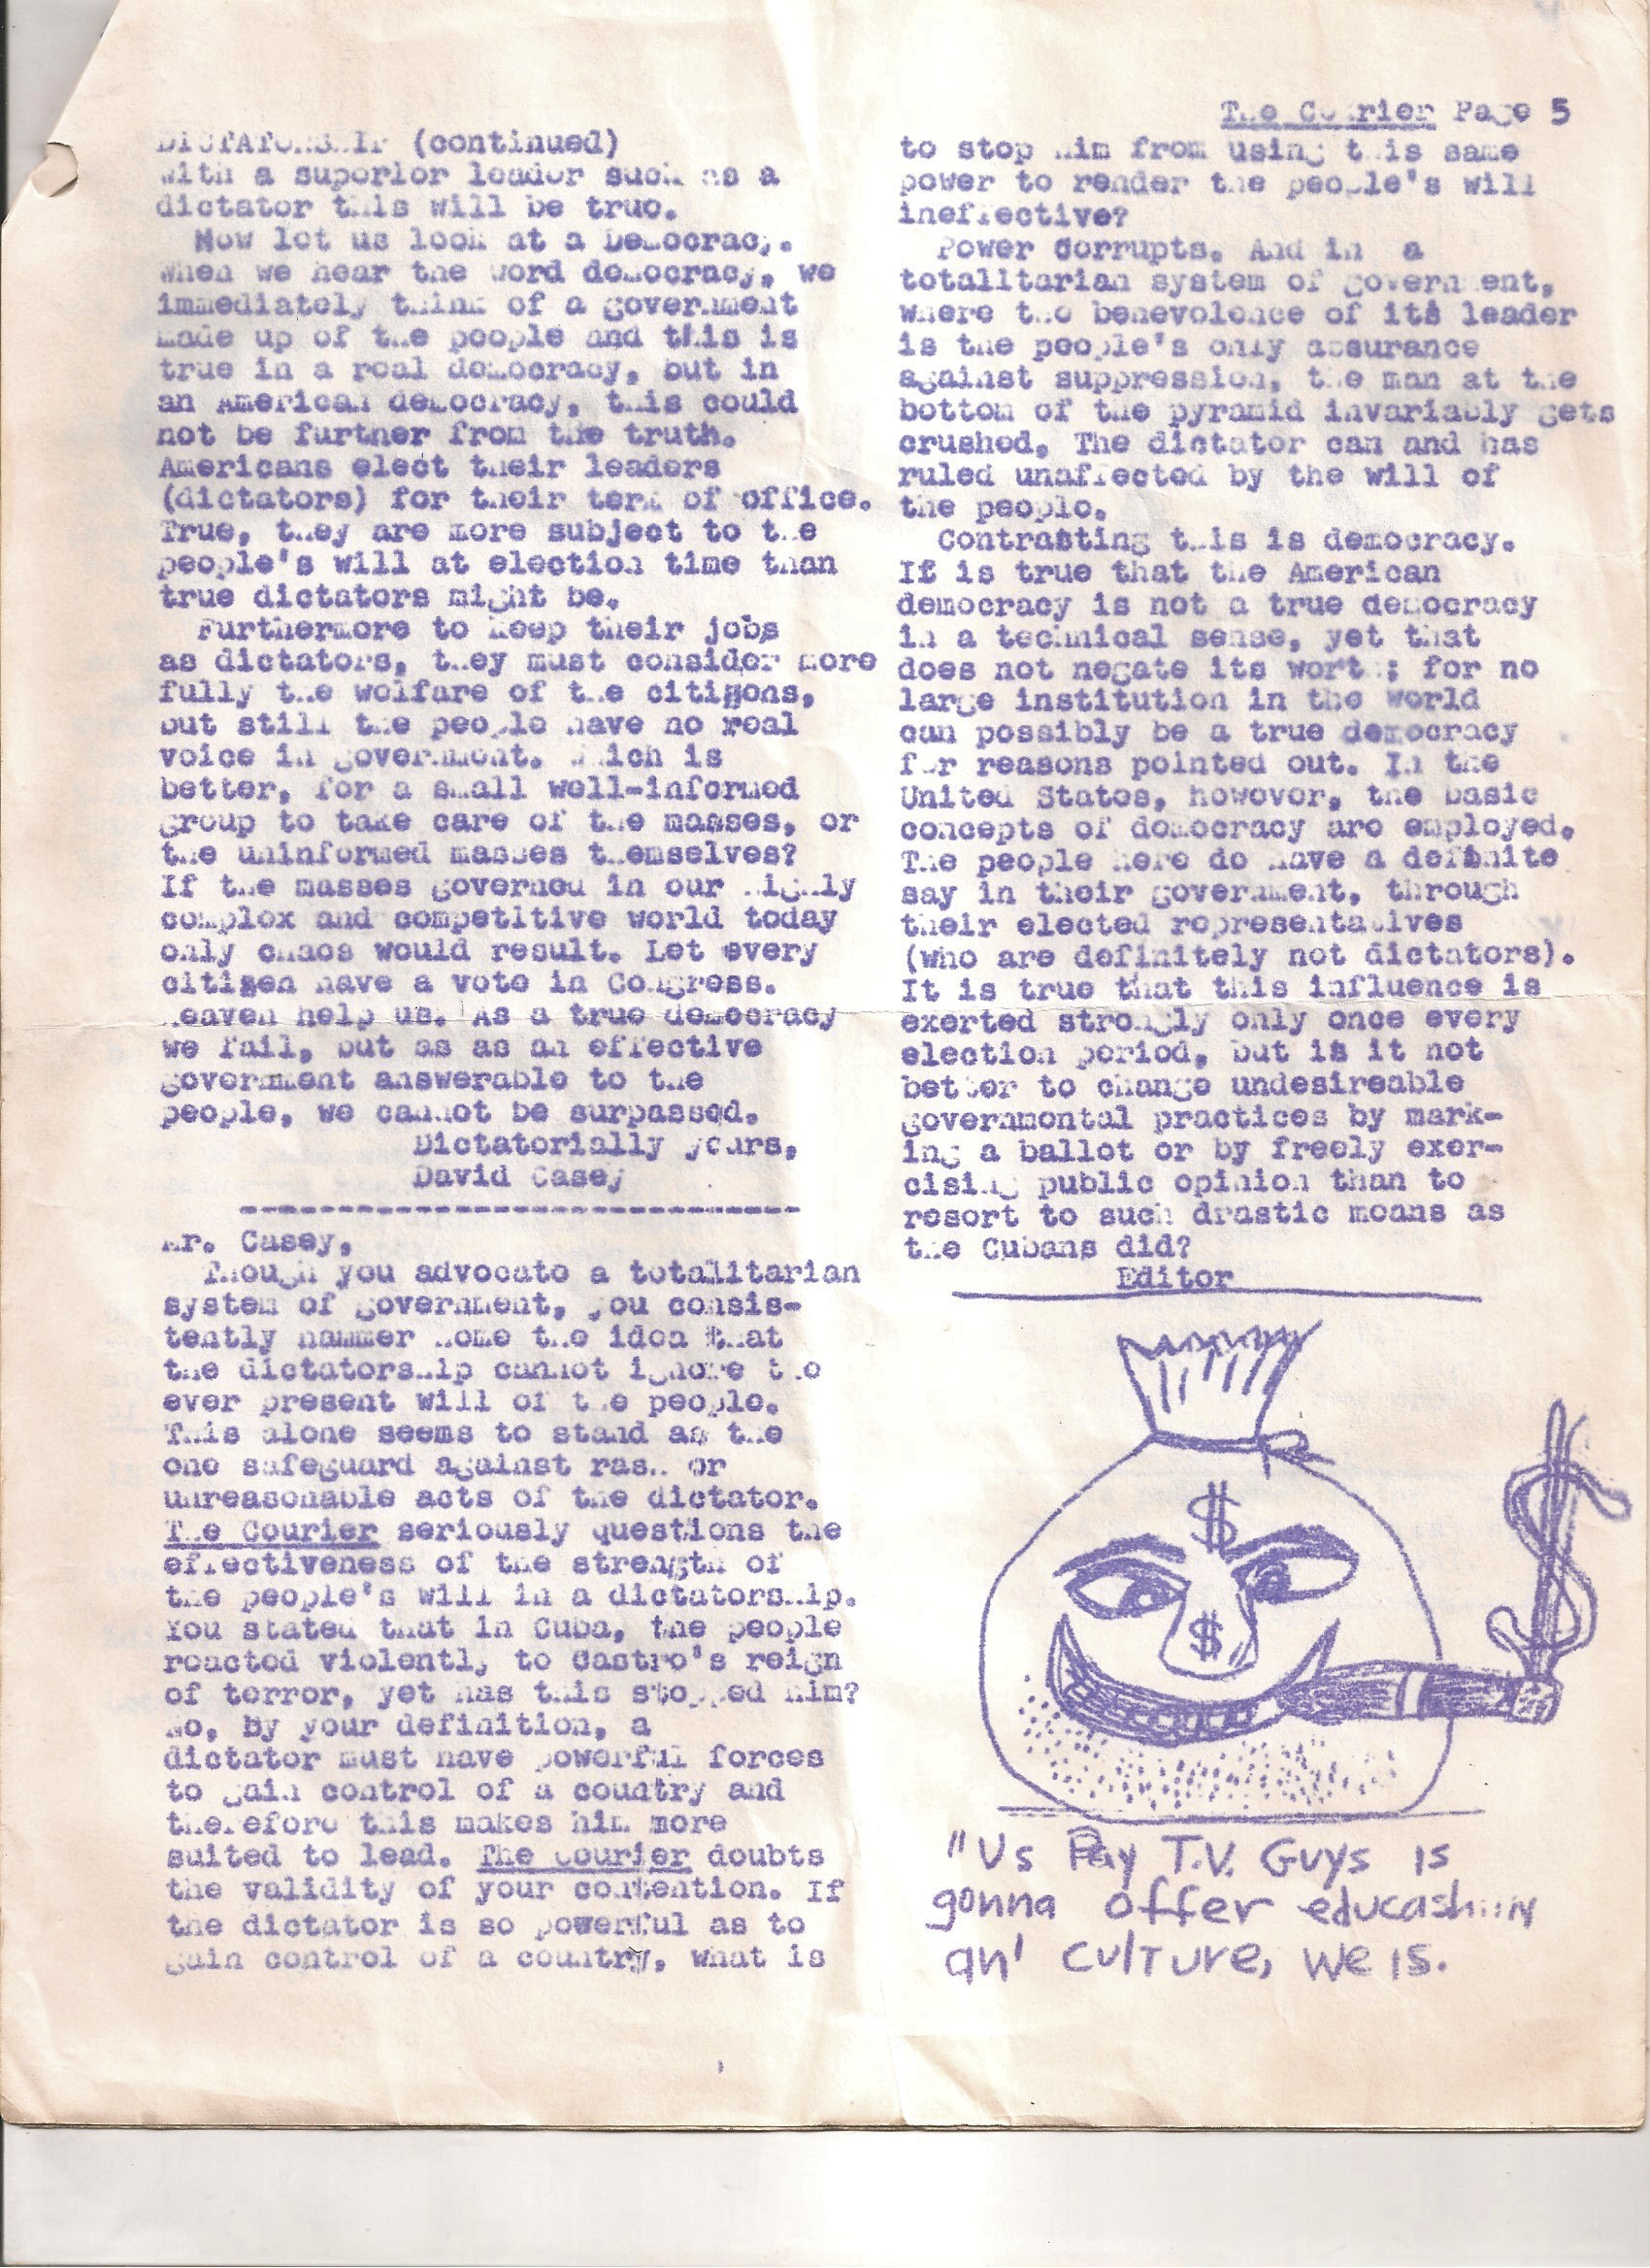 The Courier Page 5
DICTATORSHIP (continued)
with a superior leader such as a
dictator this will be true.
Now let us look at a Democracy.
When we hear the word democracy, we
immediately think of a government
made up of the people and this is
true in a real democracy, but in
an American democracy, this could
not be further from the truth.
Americans elect their leaders
(dictators) for their term of office.
True, they are more subject to the
people's will at election time than
true dictators might be.
Furthermore to keep their jobs
as dictators, they must consider more
fully the welfare of the citizens,
but still the people have no real
voice in government. Which is
better, for a small well-informed
group to take care of the masses, or
the uninformed masses themselves?
If the masses governed in our highly
complex and competitive world today
only chaos would result. Let every
citizen have a vote in Congress.
Heaven help us. As a true democracy
we fail, but as as an effective
government answerable to the
people, we cannot be surpassed.
Dictatorially yours,
David Casey
-----------------------------
Mr. Casey,
Though you advocate a totalitarian
system of government, you consis-
tently hammer home the idea that
the dictatorship cannot ignore the
ever present will of the people.
This alone seems to stand as the
one safeguard against rash or
unreasonable acts of the dictator.
The Courier seriously questions the
effectiveness of the strength of
the people's will in a dictatorship.
You stated that in Cuba, the people
reacted violently to Castro's reign
of terror, yet has this stopped him?
No, by your definition, a
dictator must have powerful forces
to gain control of a country and
therefore this makes him more
suited to lead. The Courier doubts
the validity of your contention. If
the dictator is so powerful as to
gain control of a country, what is
to stop him from using this same
power to render the people's will
ineffective?
Power Corrupts. And in a
totalitarian system of government,
where the benevolence of its leader
is the people's only assurance
against suppression, the man at the
bottom of the pyramid invariably gets
crushed. The dictator can and has
ruled unaffected by the will of
the people.
Contrasting this is democracy.
It is true that the American
democracy is not a true democracy
in a technical sense, yet that
does not negate its worth; for no
large institution in the world
can possibly be a true democracy
for reasons pointed out. In the
United States, however, the basic
concepts of democracy are employed.
The people here do have a definite
say in their government, through
their elected representatives
(who are definitely not dictators).
It is true that this influence is
exerted strongly only once every
election period, but is it not
better to change undesireable
governmental practices by mark-
ing a ballot or by freely exer-
cising public opinion than to
resort to such drastic means as
the Cubans did?
Editor
$
$
"Us Pay T.V. Guys is
gonna offer educashun
an' culture, we is.